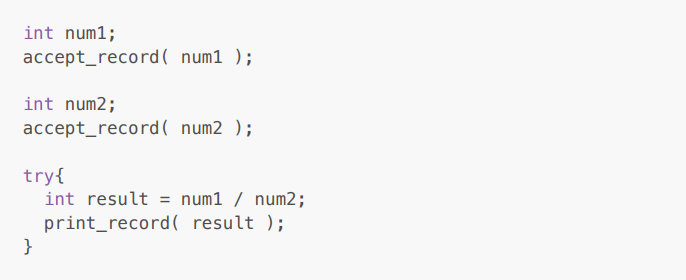 int num1;
accept_record( num1 );
int num2;
accept_record( num2 );
try{
  int result = num1 / num2;
  print_record( result );
}